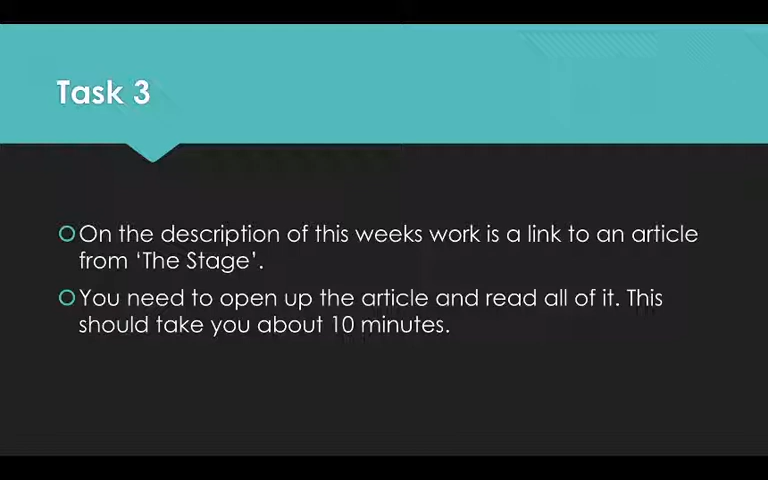 Task 3
On the description of this weeks work is a link to an article
from ‘The Stage’.
You need to open up the article and read all of it. This
should take you about 10 minutes.